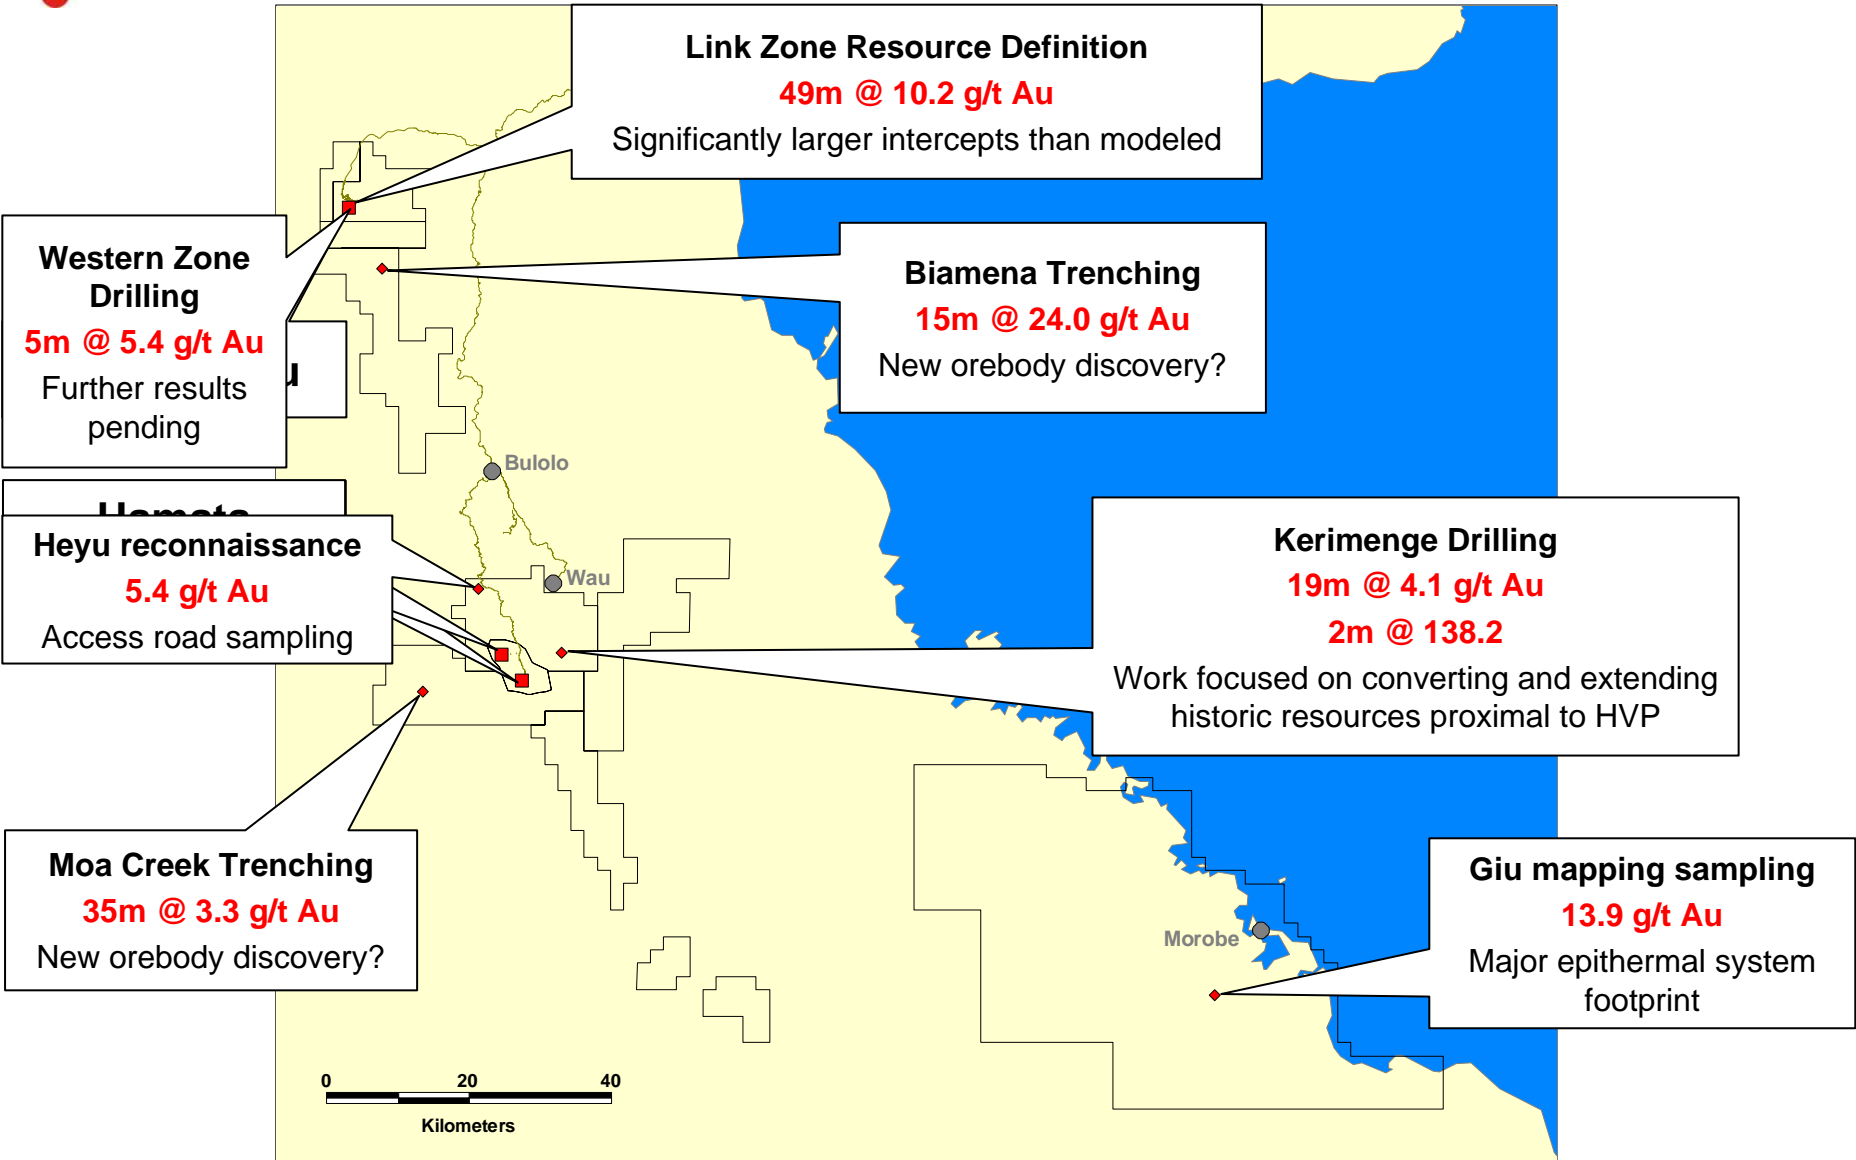 Link Zone Resource Definition
49m @ 10.2 g/t Au
Significantly larger intercepts than modeled
Western Zone
Drilling
5m @ 5.4 g/t Au
Further results
pending
Biamena Trenching
15m @ 24.0 g/t Au
New orebody discovery?
Bulolo
Heyu reconnaissance
5.4 g/t Au
Access road sampling
Wau
Kerimenge Drilling
19m @ 4.1 g/t Au
2m @ 138.2
Work focused on converting and extending
historic resources proximal to HVP
Moa Creek Trenching
35m @ 3.3 g/t Au
New orebody discovery?
Giu mapping sampling
13.9 g/t Au
Major epithermal system
footprint
Morobe
0 20 40
Kilometers